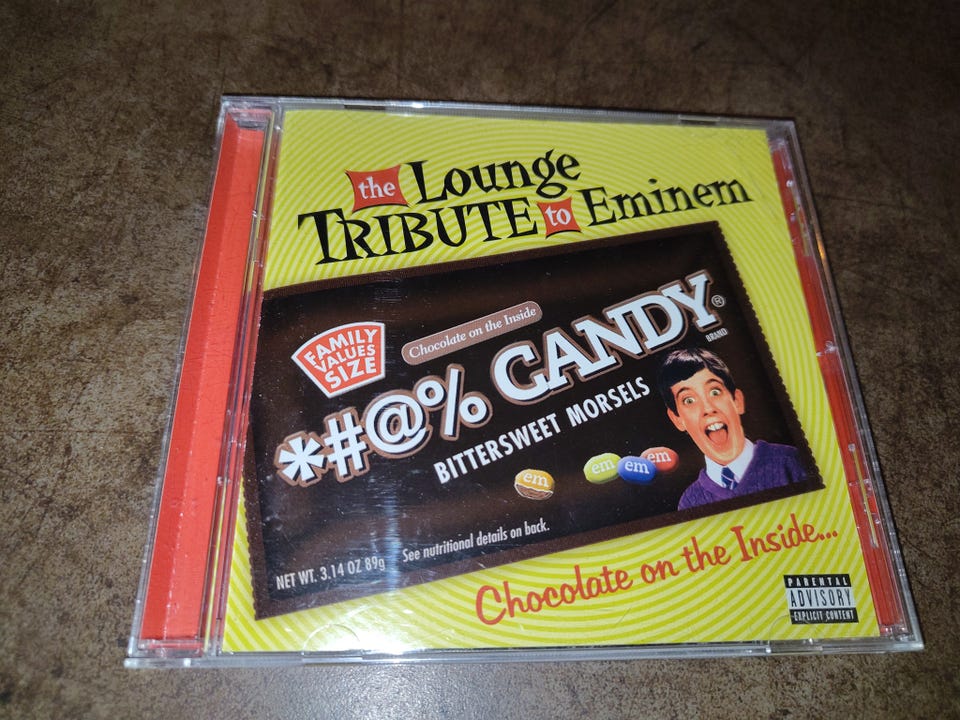 the Lounge
TRIBUTE to Eminem
FAMILY
VALUES
SIZE
Chocolate on the Inside
*#@% CANDY®
BRAND
BITTERSWEET MORSELS
em
em
em
em
NET WT. 3.14 OZ 89g
See nutritional details on back.
Chocolate on the Inside...
PARENTAL
ADVISORY
EXPLICIT CONTENT